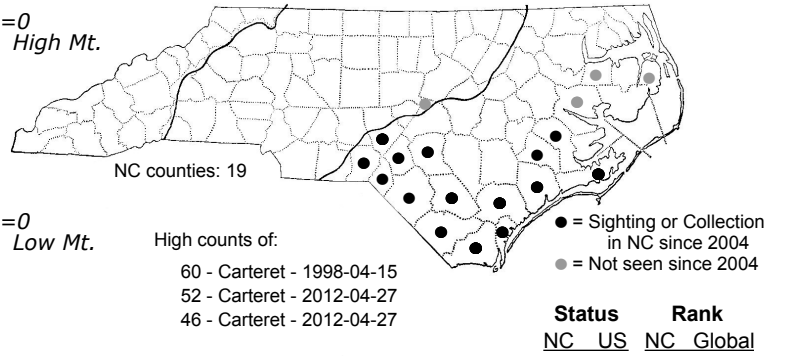 =0
High Mt.
NC counties: 19
=0
Low Mt.
High counts of:
60 - Carteret - 1998-04-15
52 - Carteret - 2012-04-27
46 - Carteret - 2012-04-27
= Sighting or Collection
in NC since 2004
= Not seen since 2004
Status Rank
NC US NC Global